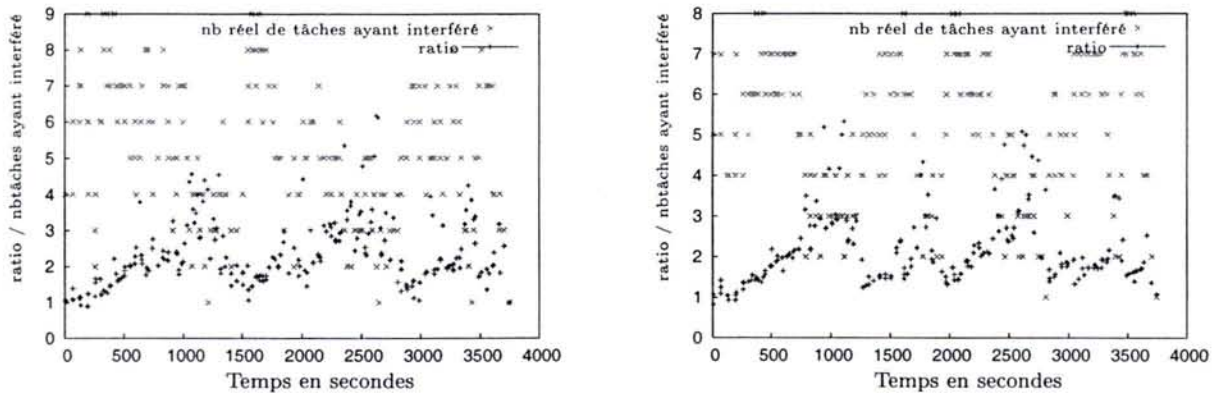 9
8
7
6
5
4
3
2
1
0
ratio / nbtâches ayant interféré
nb réel de tâches ayant interféré
ratio
0 500 1000 1500 2000 2500 3000 3500 4000
Temps en secondes
8
7
6
5
4
3
2
1
0
ratio / nbtâches ayant interféré
nb réel de tâches ayant interféré
ratio
0 500 1000 1500 2000 2500 3000 3500 4000
Temps en secondes